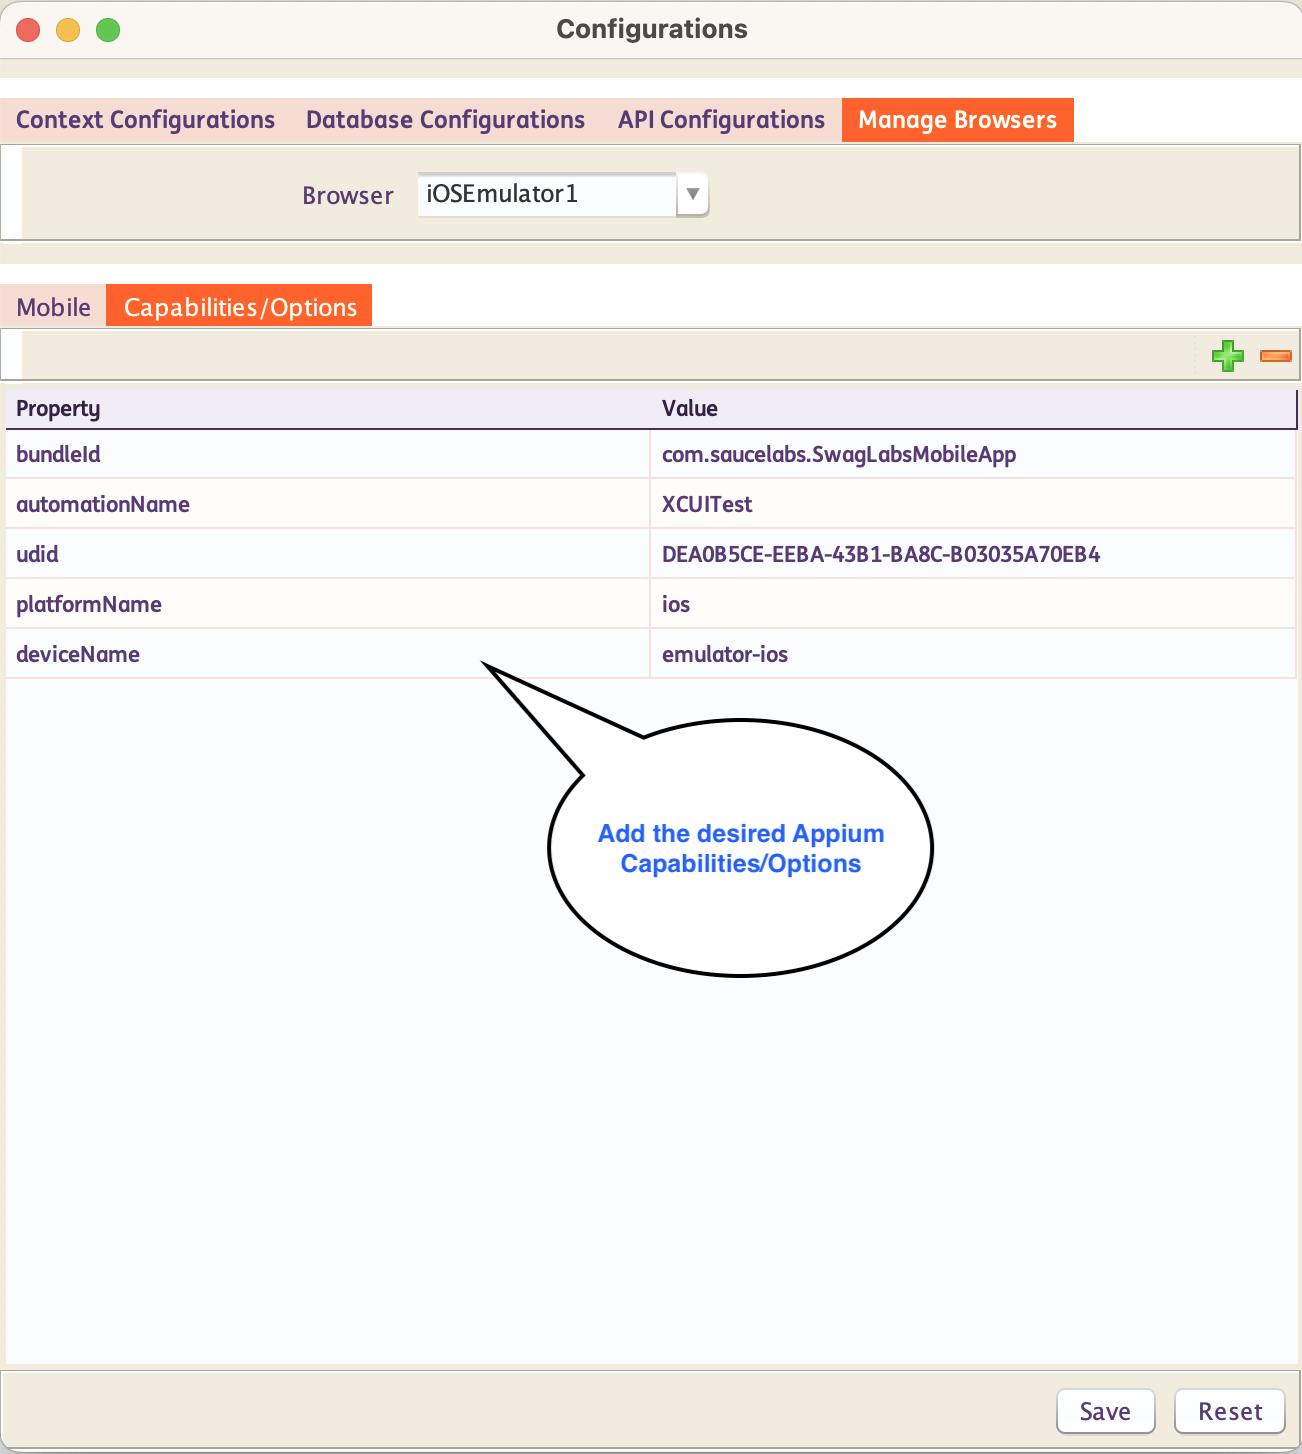 Configurations
Context Configurations Database Configurations API Configurations Manage Browsers
Browser iOSEmulator1
Mobile Capabilities/Options
Property Value
bundleId com.saucelabs.SwagLabsMobileApp
automationName XCUITest
udid DEA0B5CE-EEBA-43B1-BA8C-B03035A70EB4
platformName ios
deviceName emulator-ios
Add the desired Appium
Capabilities/Options
Save Reset